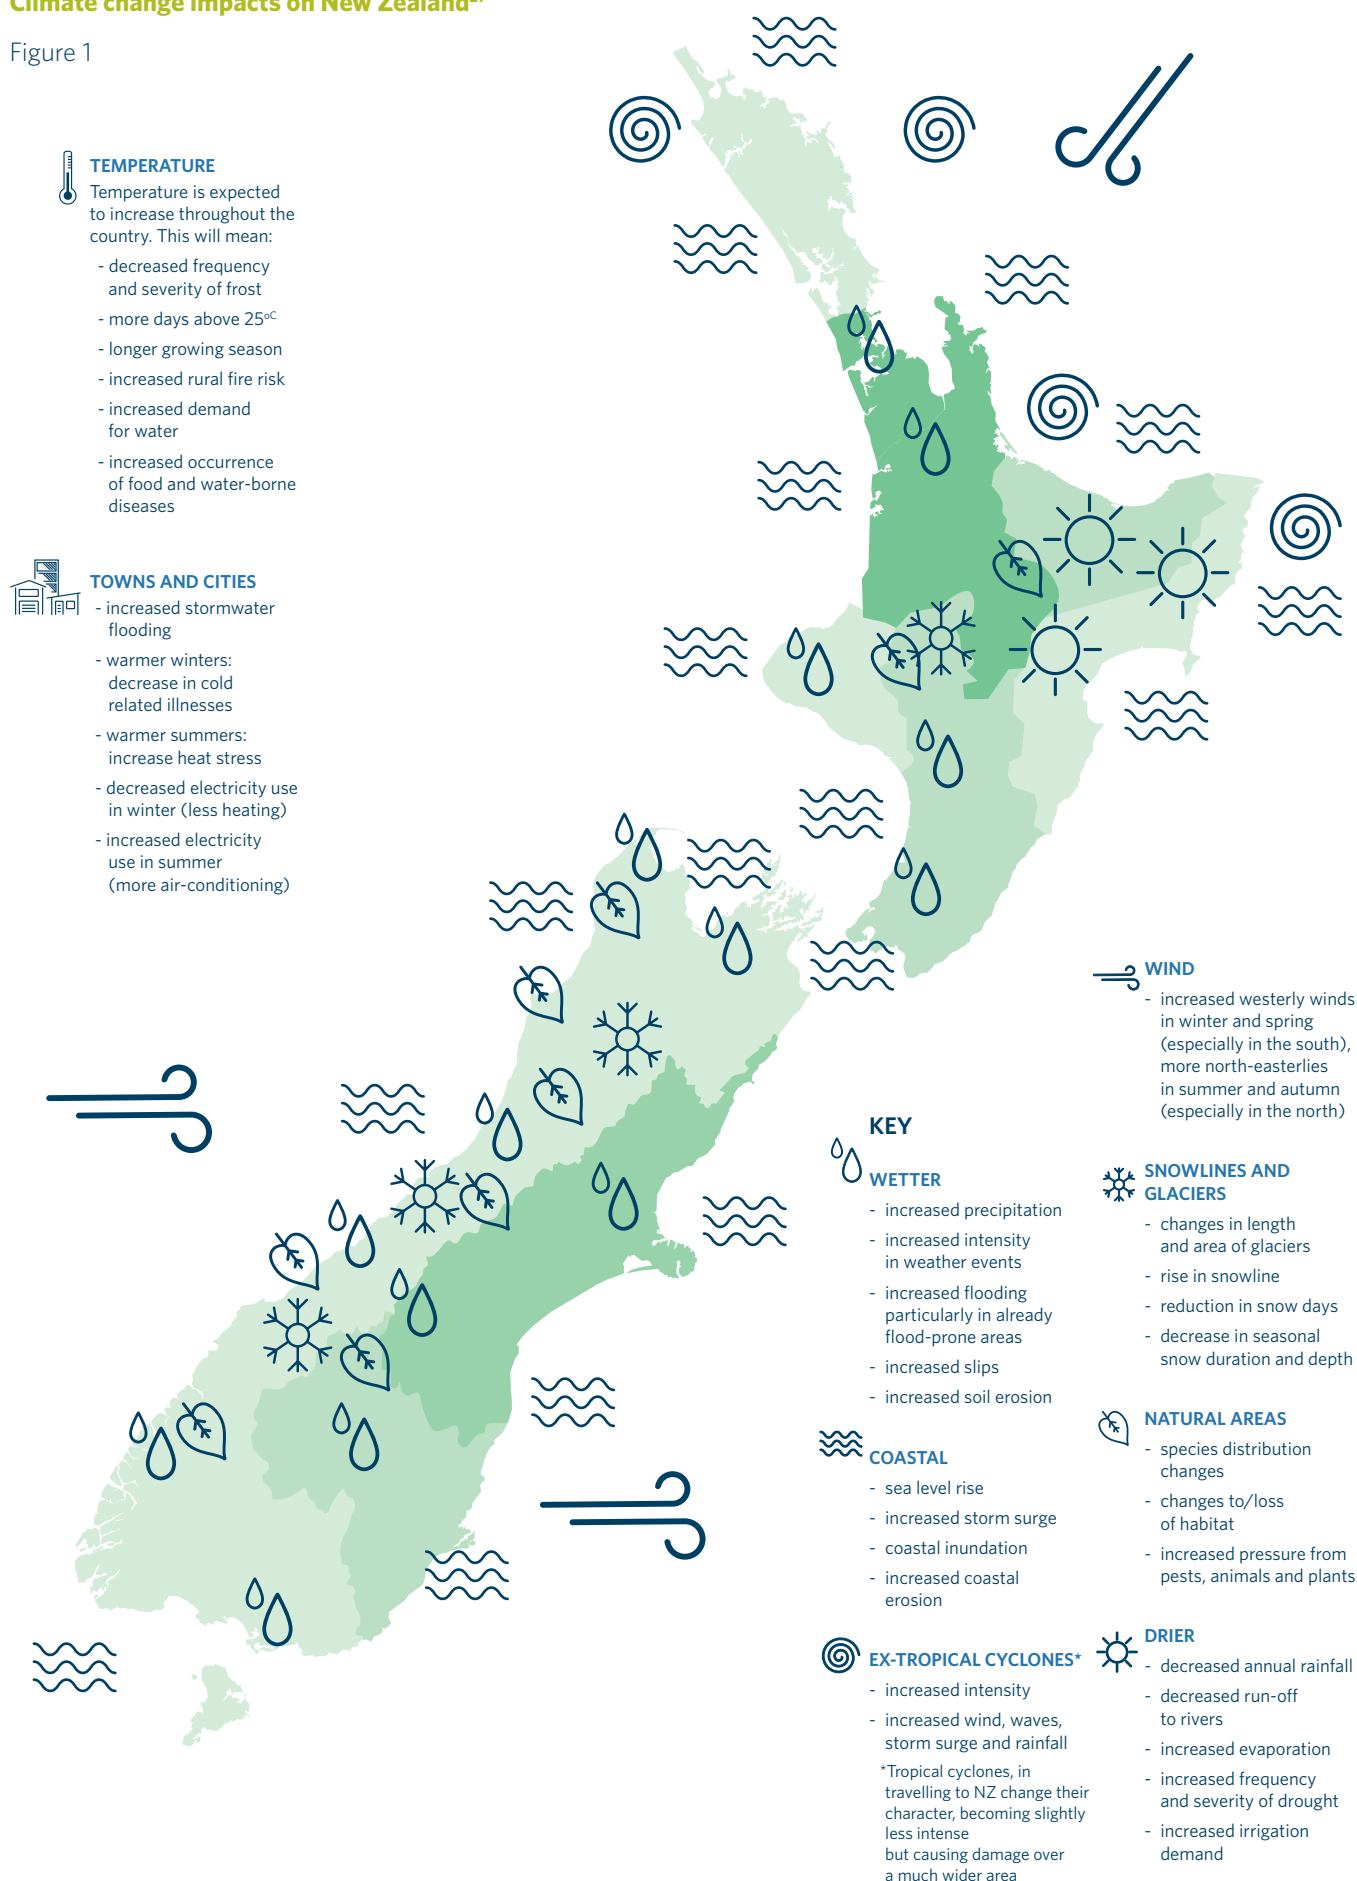 Climate change impacts on New Zealand
Figure 1
TEMPERATURE
Temperature is expected
to increase throughout the
country. This will mean:
- decreased frequency
and severity of frost
- more days above 25ºC
- longer growing season
- increased rural fire risk
- increased demand
for water
- increased occurrence
of food and water-borne
diseases
TOWNS AND CITIES
- increased stormwater
flooding
- warmer winters:
decrease in cold
related illnesses
- warmer summers:
increase heat stress
- decreased electricity use
in winter (less heating)
- increased electricity
use in summer
(more air-conditioning)
KEY
WETTER
- increased precipitation
- increased intensity
in weather events
- increased flooding
particularly in already
flood-prone areas
- increased slips
- increased soil erosion
COASTAL
- sea level rise
- increased storm surge
- coastal inundation
- increased coastal
erosion
EX-TROPICAL CYCLONES*
- increased intensity
- increased wind, waves,
storm surge and rainfall
*Tropical cyclones, in
travelling to NZ change their
character, becoming slightly
less intense
but causing damage over
a much wider area
WIND
- increased westerly winds
in winter and spring
(especially in the south),
more north-easterlies
in summer and autumn
(especially in the north)
SNOWLINES AND
GLACIERS
- changes in length
and area of glaciers
- rise in snowline
- reduction in snow days
- decrease in seasonal
snow duration and depth
NATURAL AREAS
- species distribution
changes
- changes to/loss
of habitat
- increased pressure from
pests, animals and plants
DRIER
- decreased annual rainfall
- decreased run-off
to rivers
- increased evaporation
- increased frequency
and severity of drought
- increased irrigation
demand